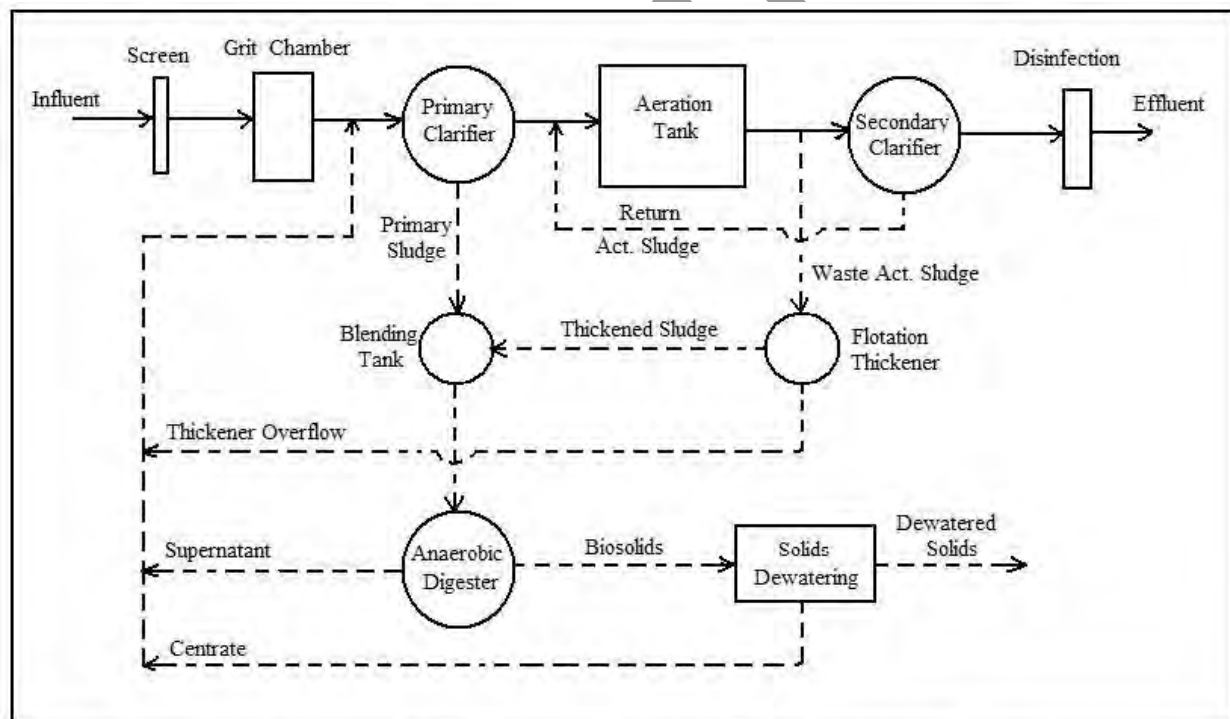 Screen
Grit Chamber
Disinfection
Influent
Primary
Clarifier
Aeration
Tank
Secondary
Clarifier
Effluent
Primary
Sludge
Return
Act. Sludge
Waste Act. Sludge
Blending
Tank
Thickened Sludge
Flotation
Thickener
Thickener Overflow
Supernatant
Anaerobic
Digester
Biosolids
Solids
Dewatering
Dewatered
Solids
Centrate